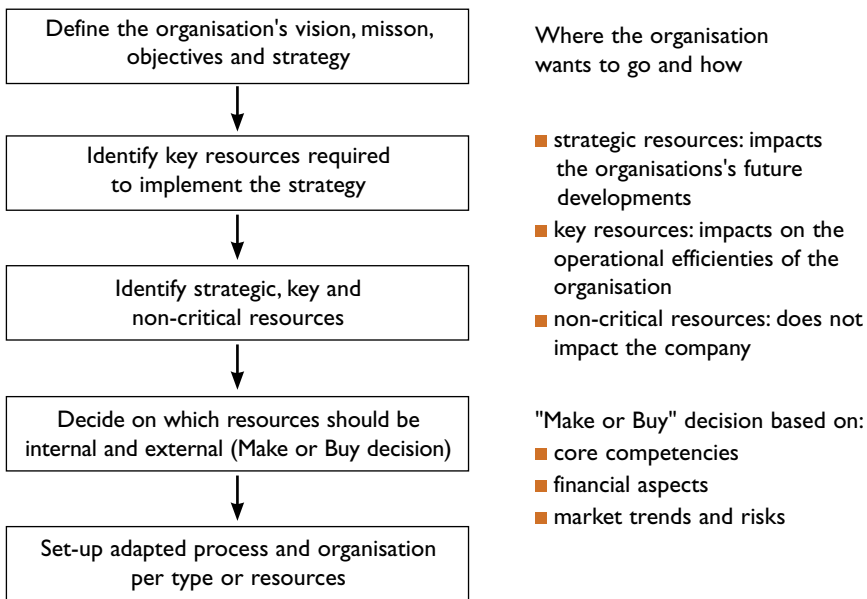 Define the organisation's vision, misson,
objectives and strategy
Where the organisation
wants to go and how
Identify key resources required
to implement the strategy
strategic resources: impacts
the organisations's future
developments
key resources: impacts on the
operational efficienties of the
organisation
Identify strategic, key and
non-critical resources
non-critical resources: does not
impact the company
Decide on which resources should be
internal and external (Make or Buy decision)
"Make or Buy" decision based on:
core competencies
financial aspects
market trends and risks
Set-up adapted process and organisation
per type or resources